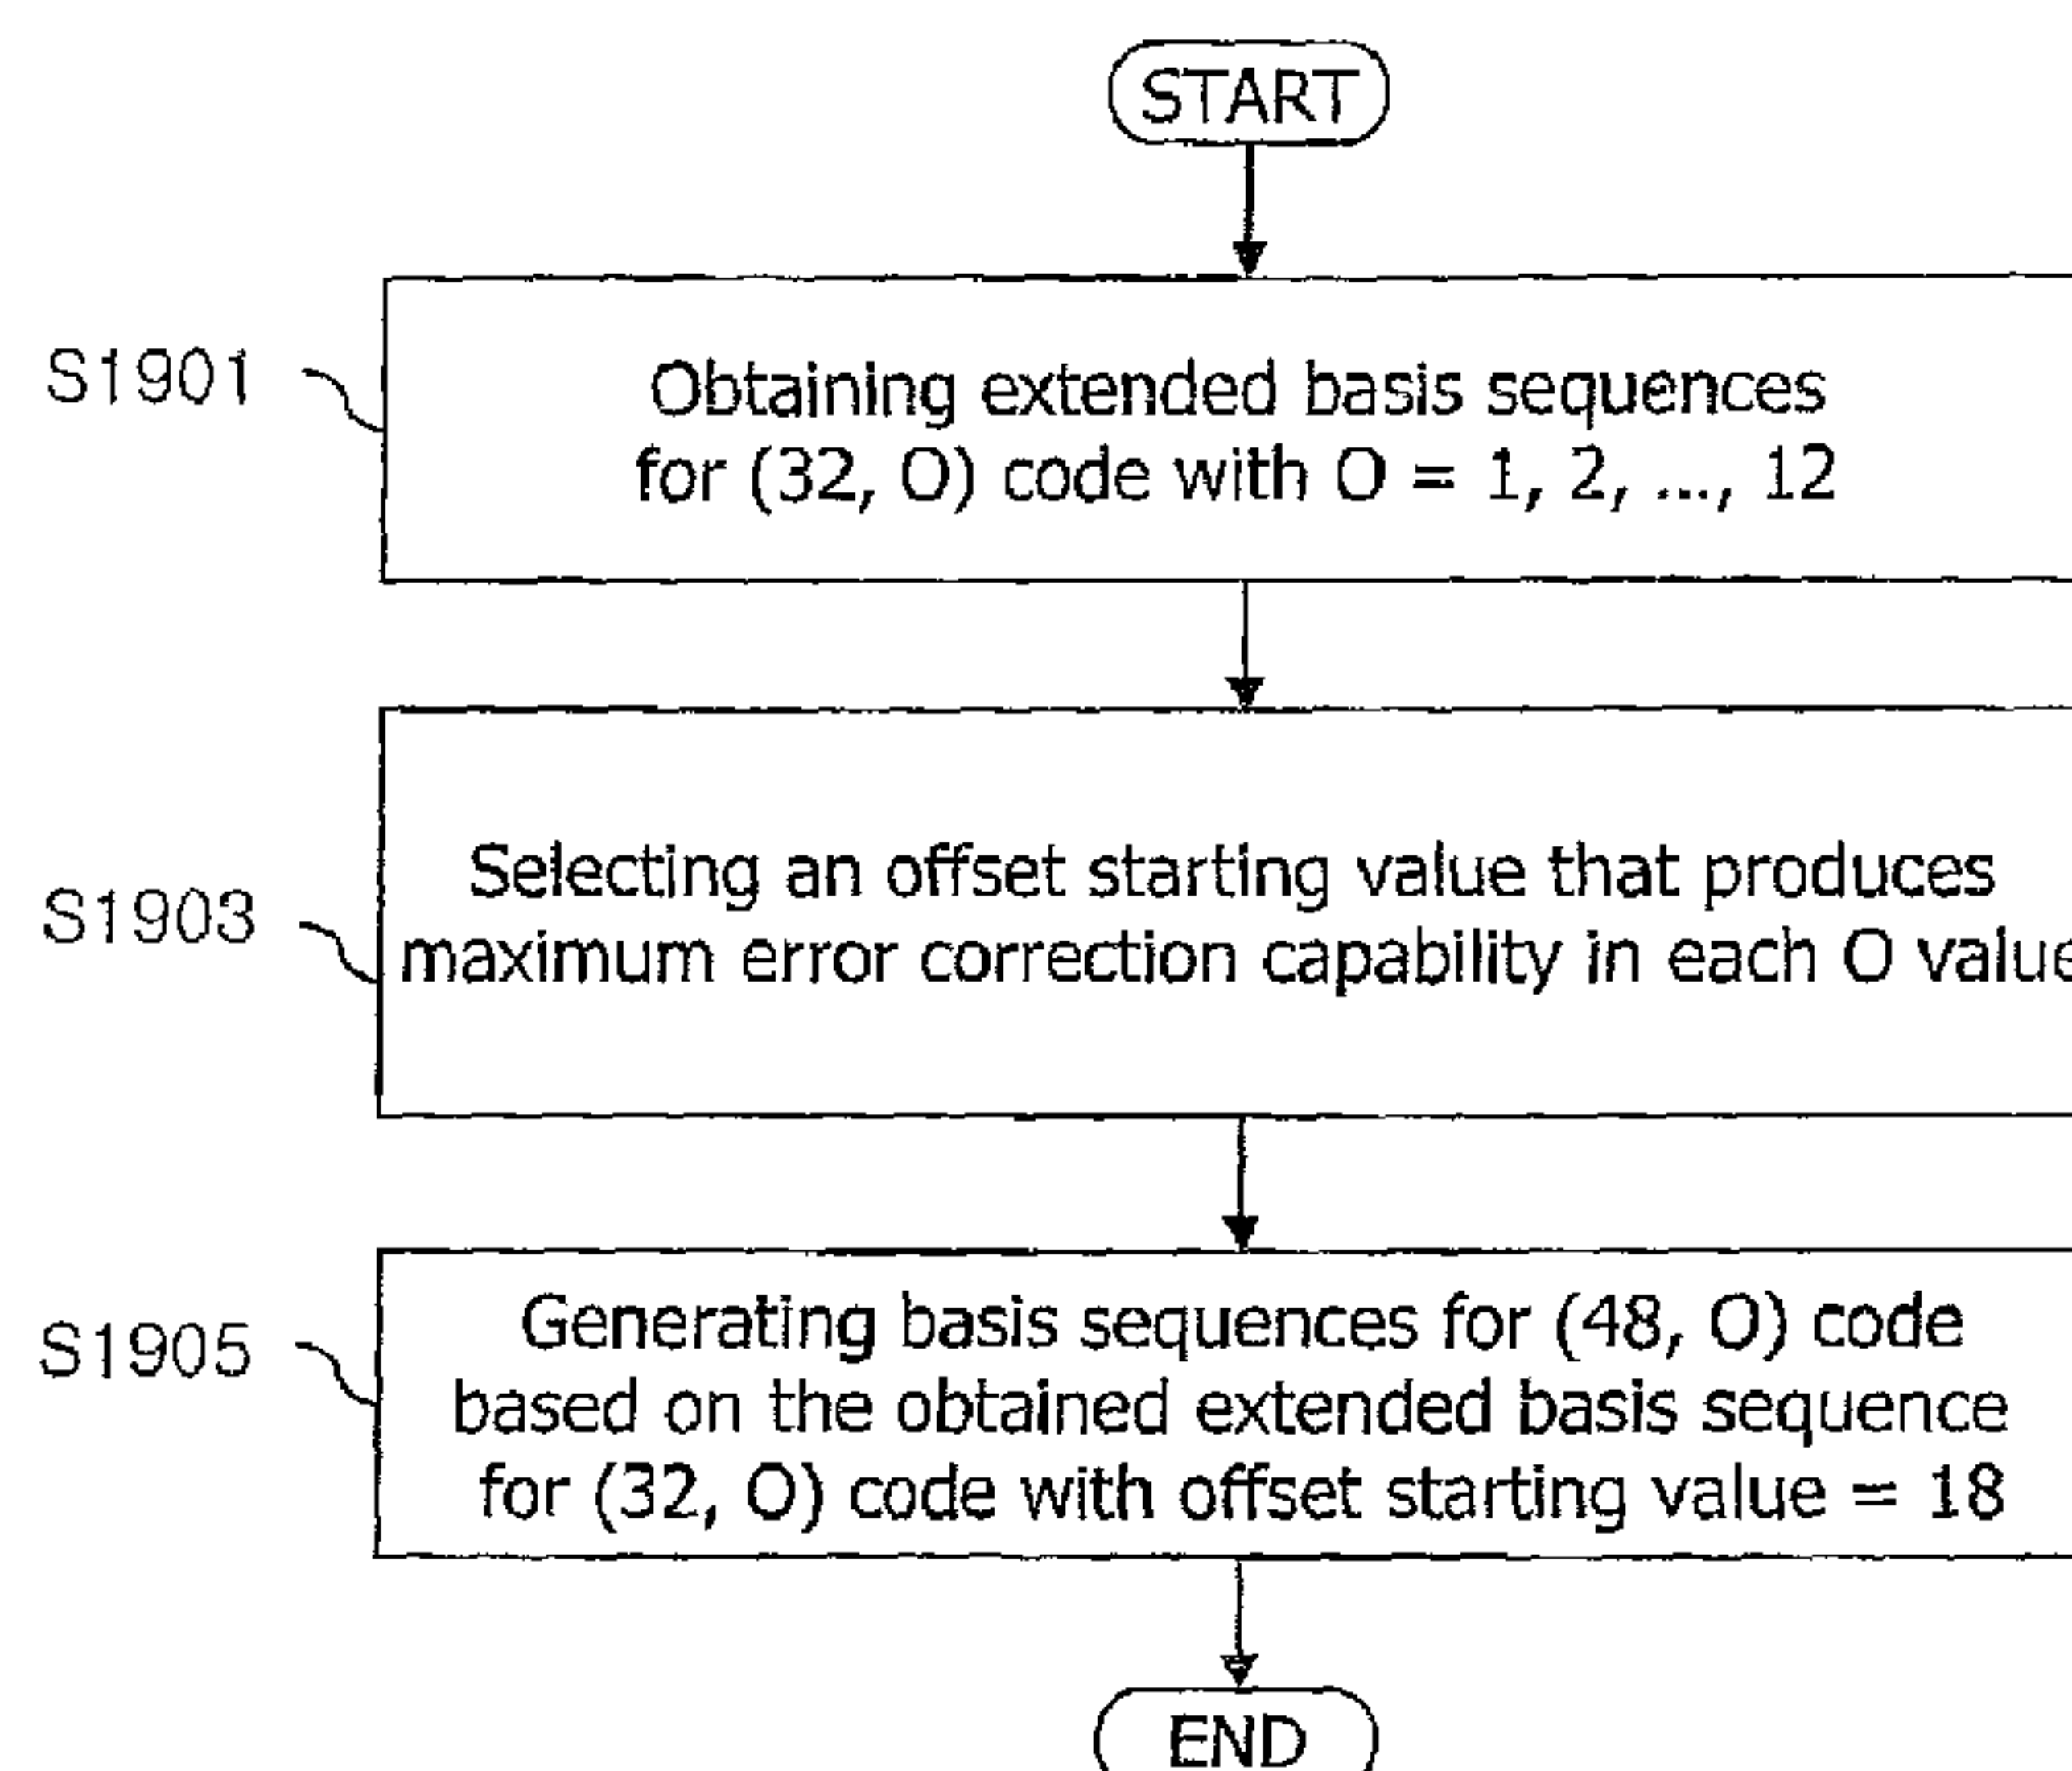 START
S1901
Obtaining extended basis sequences
for (32, O) code with O = 1, 2, ..., 12
S1903
Selecting an offset starting value that produces
maximum error correction capability in each O value
S1905
Generating basis sequences for (48, O) code
based on the obtained extended basis sequence
for (32, O) code with offset starting value = 18
END